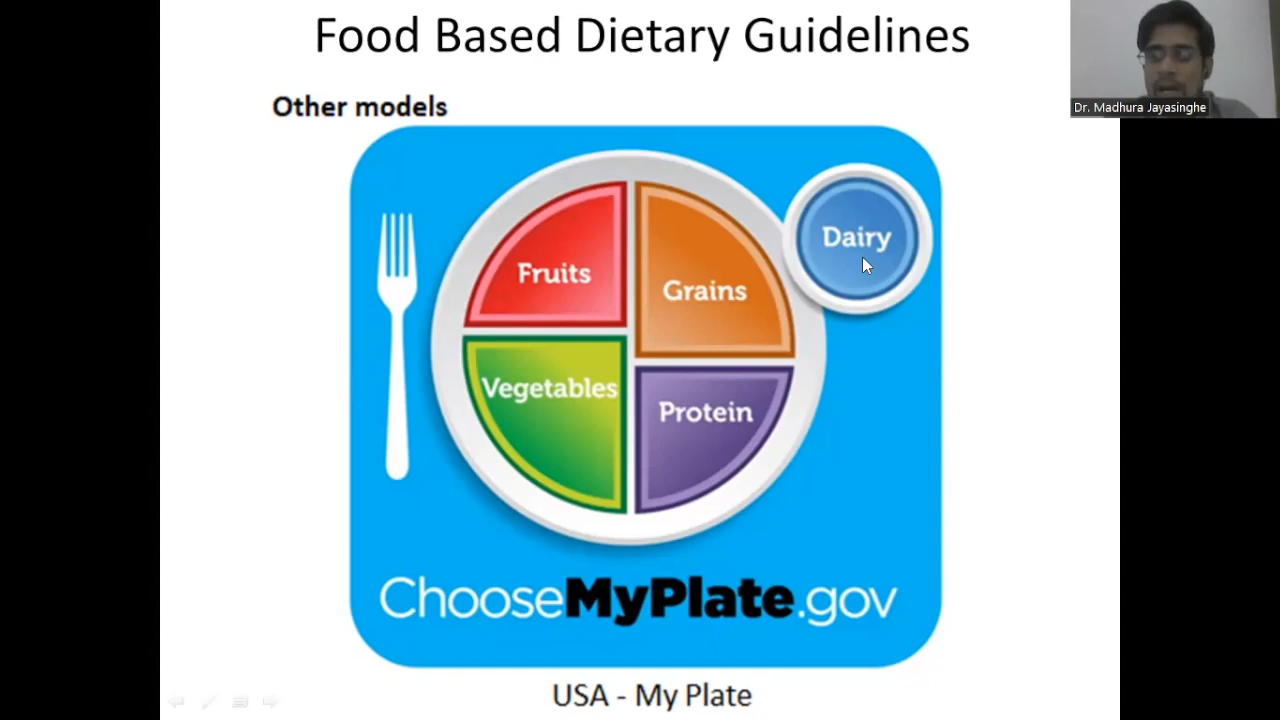 Food Based Dietary Guidelines
Dr. Madhura Jayasinghe
Other models
Dairy
Fruits
Grains
Vegetables
Protein
ChooseMyPlate.gov
USA - My Plate